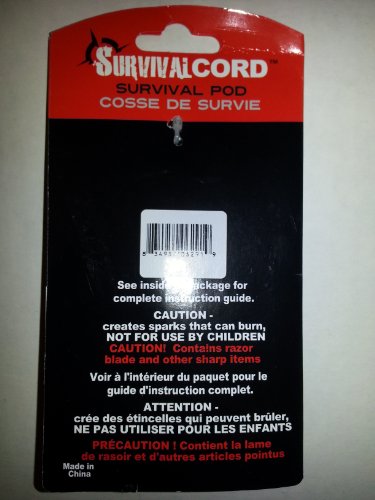 SURVIVALCORD™
SURVIVAL POD
COSSE DE SURVIE
See inside package for
complete instruction guide.
CAUTION -
creates sparks that can burn,
NOT FOR USE BY CHILDREN
CAUTION! Contains razor
blade and other sharp items
Voir à l'intérieur du paquet pour le
guide d'instruction complet.
ATTENTION -
crée des étincelles qui peuvent brûler,
NE PAS UTILISER POUR LES ENFANTS
PRÉCAUTION ! Contient la lame
de rasoir et d'autres articles pointus
Made in
China